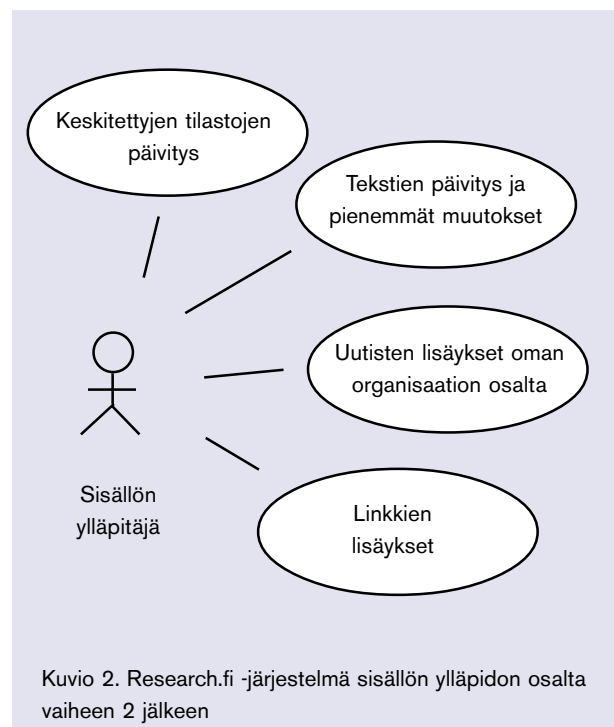 Keskitettyjen tilastojen
päivitys
Tekstien päivitys ja
pienemmät muutokset
Uutisten lisäykset oman
organisaation osalta
Linkkien
lisäykset
Sisällön
ylläpitäjä
Kuvio 2. Research.fi -järjestelmä sisällön ylläpidon osalta
vaiheen 2 jälkeen